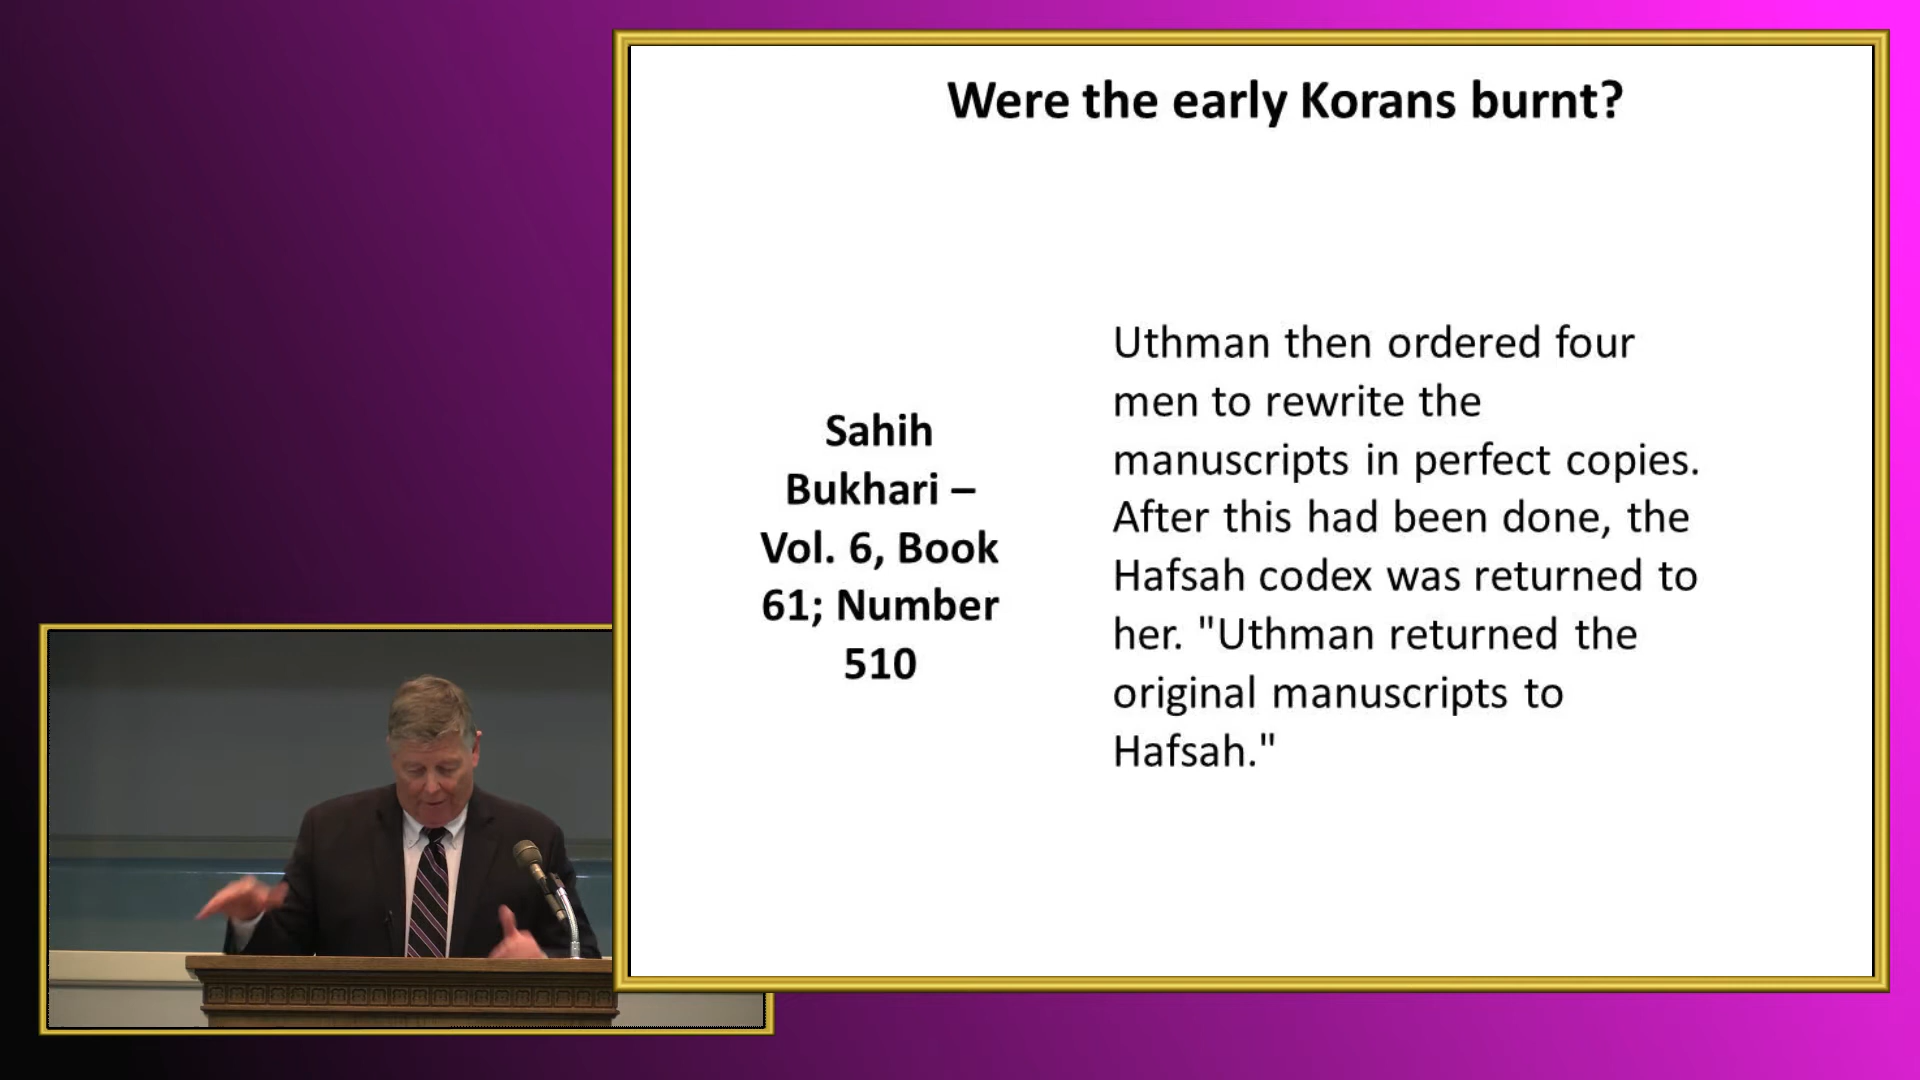 Were the early Korans burnt?
Sahih
Bukhari –
Vol. 6, Book
61; Number
510
Uthman then ordered four
men to rewrite the
manuscripts in perfect copies.
After this had been done, the
Hafsah codex was returned to
her. "Uthman returned the
original manuscripts to
Hafsah."